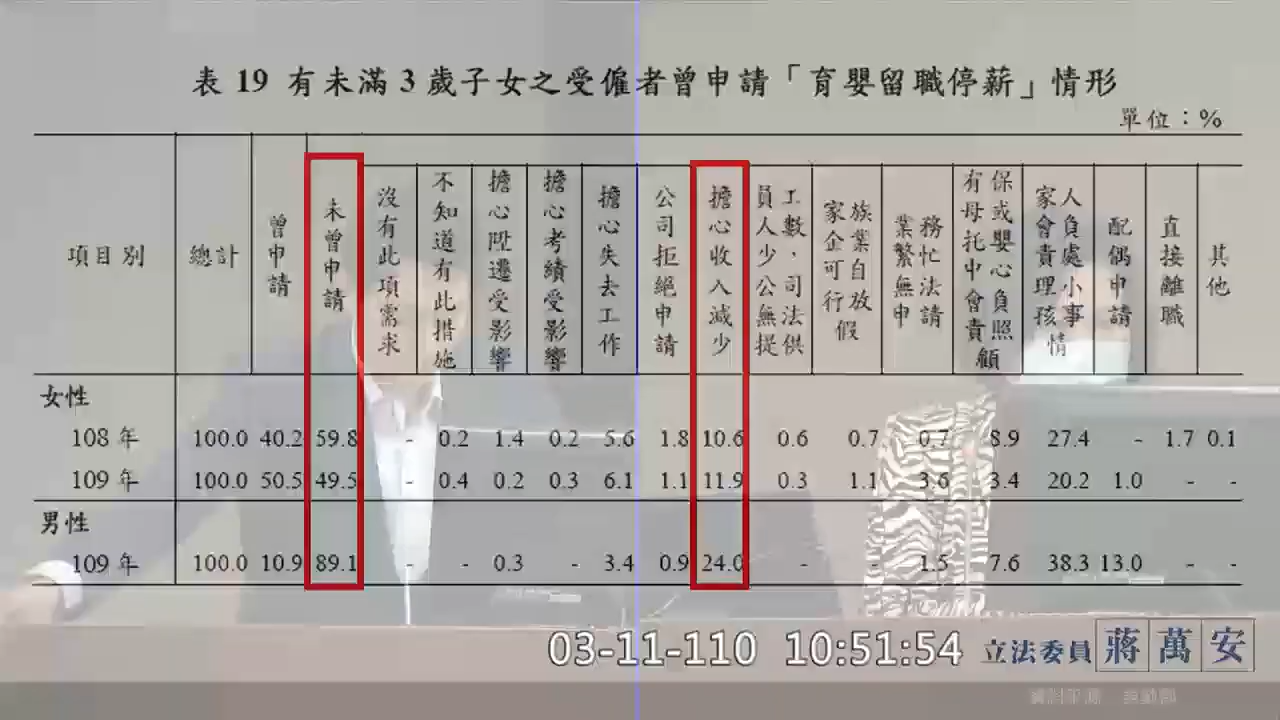 表 19 有未滿 3 歲子女之受僱者曾申請「育嬰留職停薪」情形
單位：%
項目別 總計 曾申請 未曾申請 沒有此項需求 不知道有此措施 擔心陞遷受影響 擔心考績受影響 擔心失去工作 公司拒絕申請 擔心收入減少 員工人數少，公司無法提供 家族企業可自行放假 業務繁忙無法申請 有保母或托嬰中心會負責照顧 家人會負責處理小孩事情 配偶申請 直接離職 其他
女性
108 年 100.0 40.2 59.8 - 0.2 1.4 0.2 5.6 1.8 10.6 0.6 0.7 0.7 8.9 27.4 - 1.7 0.1
109 年 100.0 50.5 49.5 - 0.4 0.2 0.3 6.1 1.1 11.9 0.3 1.1 3.6 3.4 20.2 1.0 - -
男性
109 年 100.0 10.9 89.1 - - 0.3 - 3.4 0.9 24.0 - - 1.5 7.6 38.3 13.0 - -
03-11-110 10:51:54
立法委員 蔣萬安
資料來源 勞動部